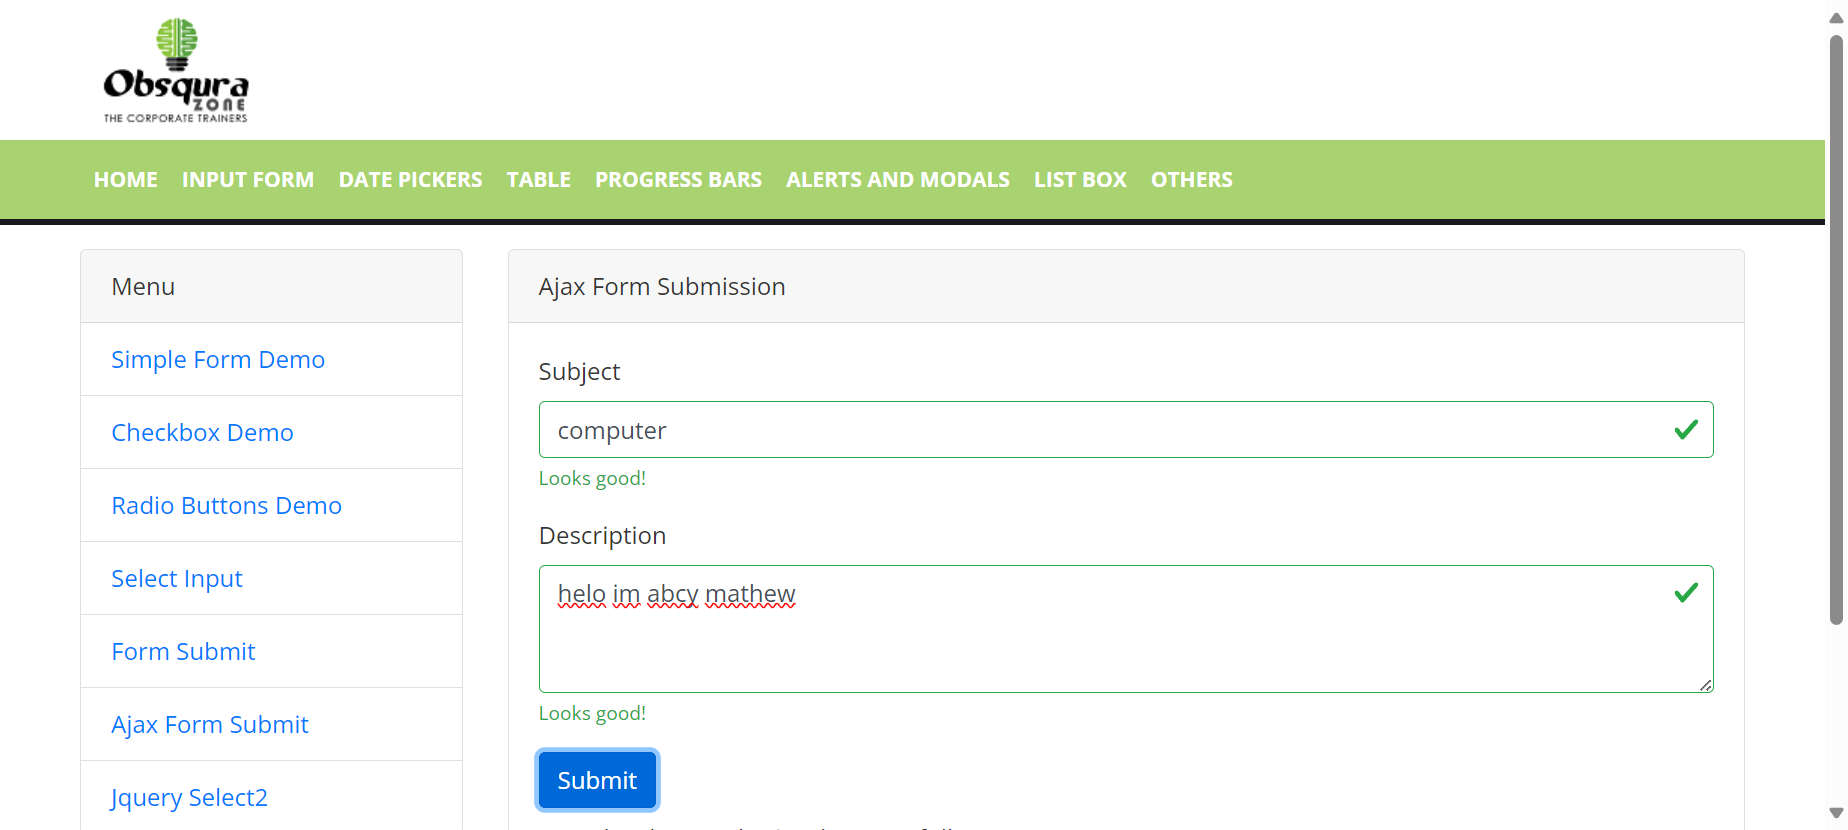 Obsqura
ZONE
THE CORPORATE TRAINERS
HOME INPUT FORM DATE PICKERS TABLE PROGRESS BARS ALERTS AND MODALS LIST BOX OTHERS
Menu
Simple Form Demo
Checkbox Demo
Radio Buttons Demo
Select Input
Form Submit
Ajax Form Submit
Jquery Select2
Ajax Form Submission
Subject
computer
Looks good!
Description
helo im abcy mathew
Looks good!
Submit